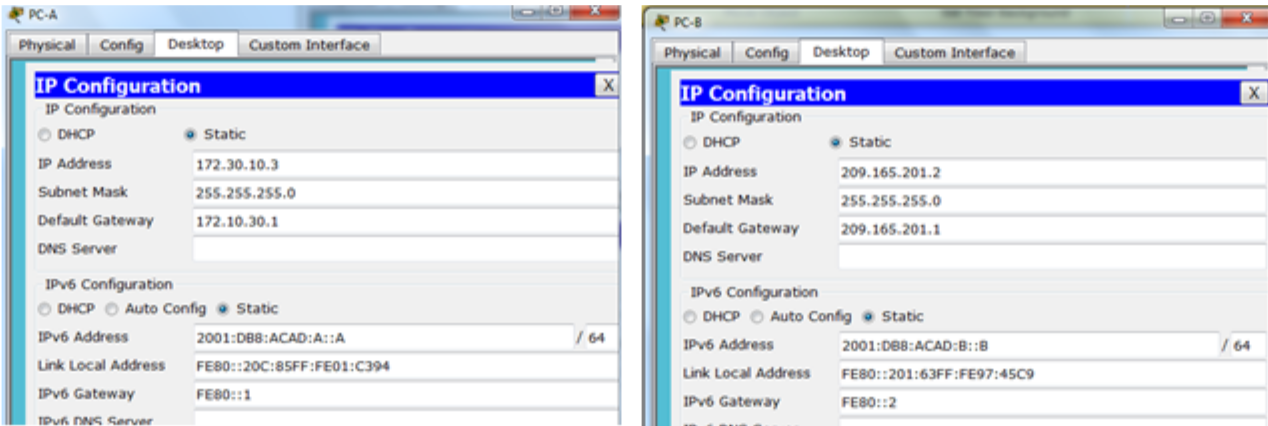 PC-A
Physical Config Desktop Custom Interface
IP Configuration X
IP Configuration
DHCP Static
IP Address 172.30.10.3
Subnet Mask 255.255.255.0
Default Gateway 172.10.30.1
DNS Server
IPv6 Configuration
DHCP Auto Config Static
IPv6 Address 2001:DB8:ACAD:A::A / 64
Link Local Address FE80::20C:85FF:FE01:C394
IPv6 Gateway FE80::1
IPv6 DNS Server
PC-B
Physical Config Desktop Custom Interface
IP Configuration X
IP Configuration
DHCP Static
IP Address 209.165.201.2
Subnet Mask 255.255.255.0
Default Gateway 209.165.201.1
DNS Server
IPv6 Configuration
DHCP Auto Config Static
IPv6 Address 2001:DB8:ACAD:B::B / 64
Link Local Address FE80::201:63FF:FE97:45C9
IPv6 Gateway FE80::2